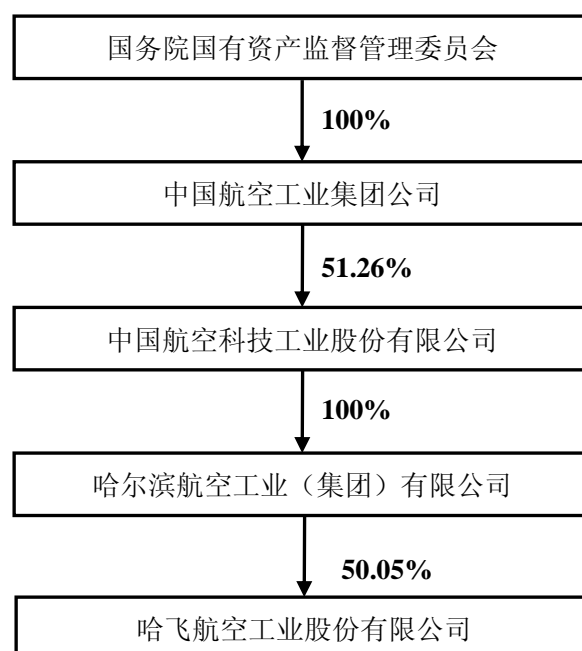 国务院国有资产监督管理委员会
100%
中国航空工业集团公司
51.26%
中国航空科技工业股份有限公司
100%
哈尔滨航空工业（集团）有限公司
50.05%
哈飞航空工业股份有限公司